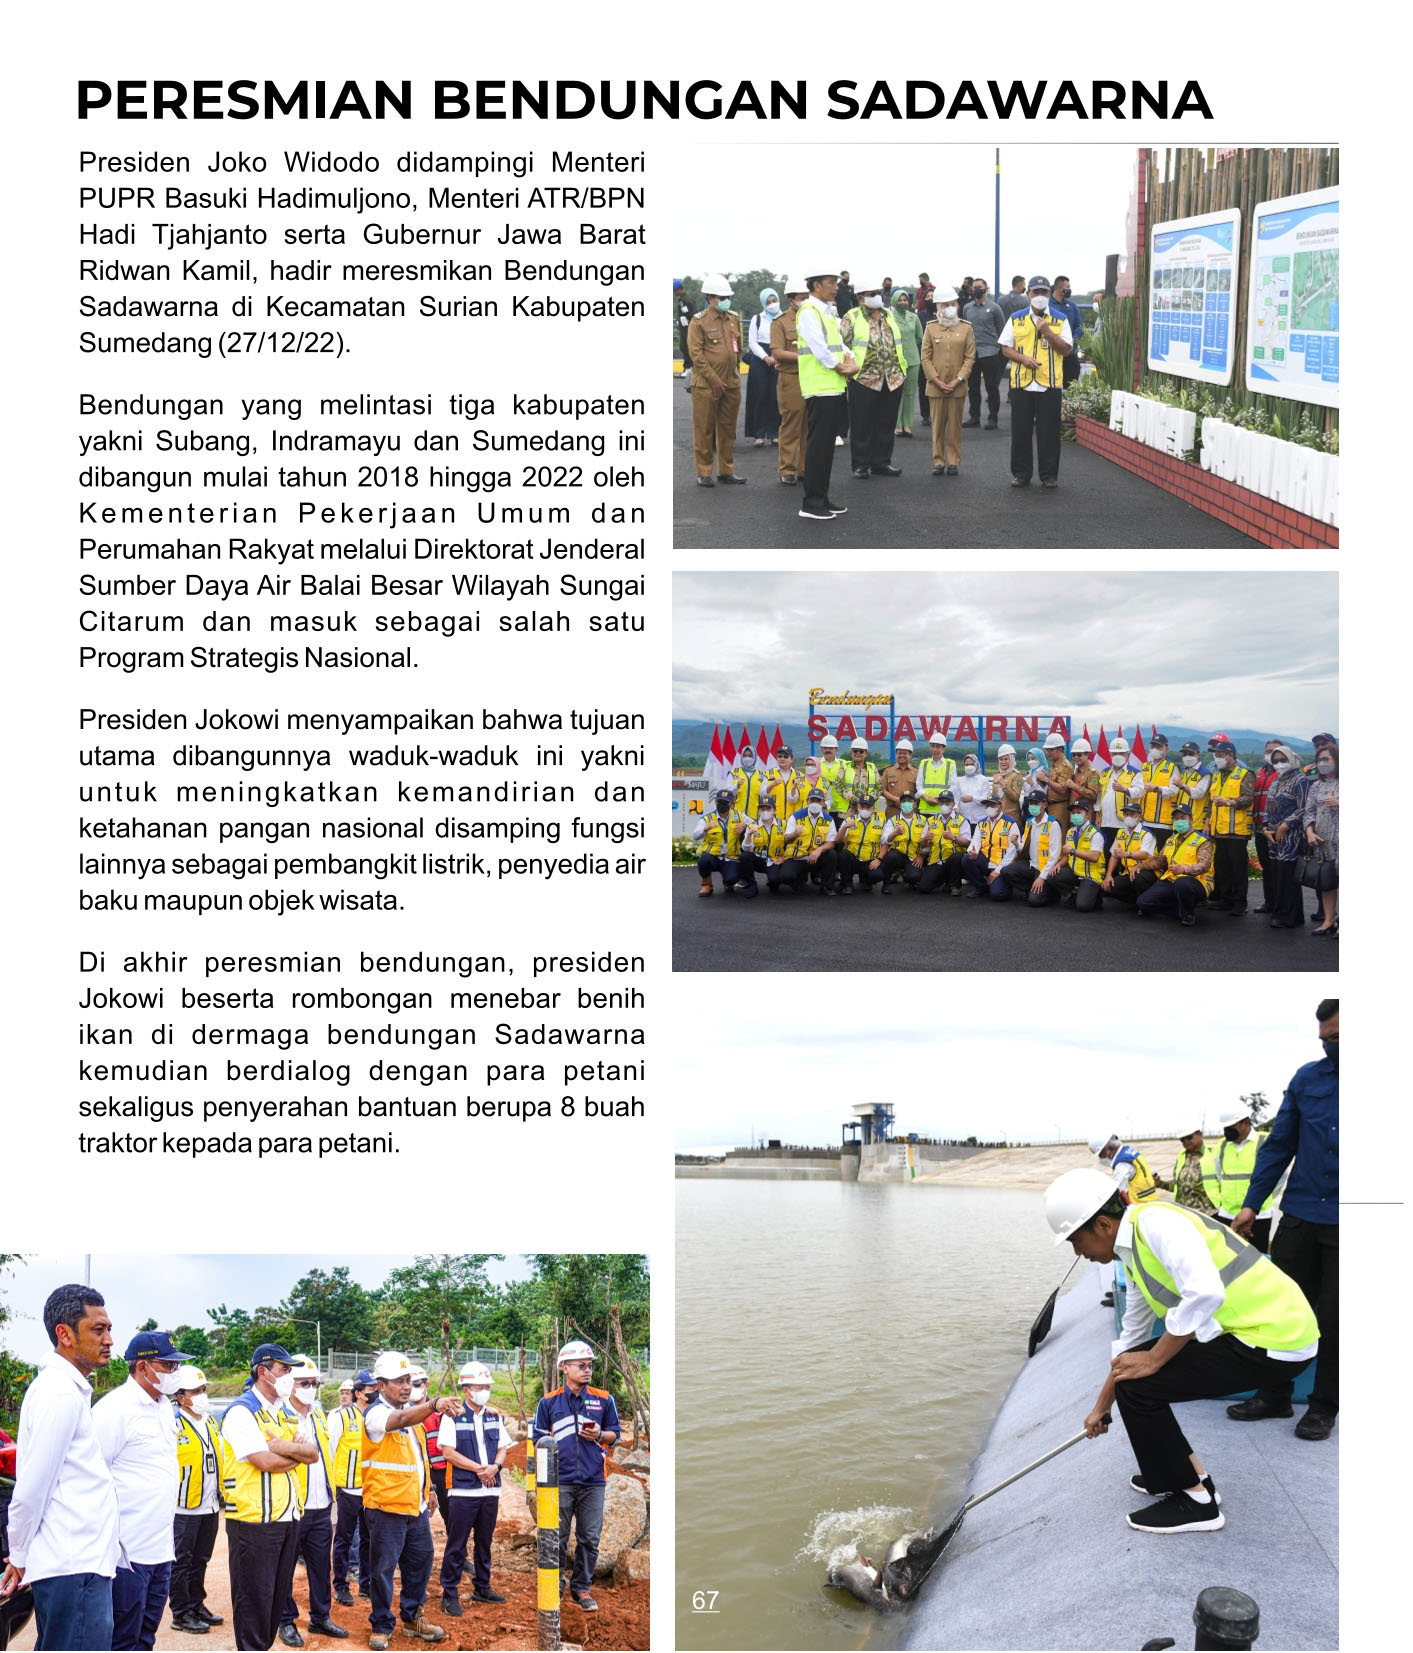 PERESMIAN BENDUNGAN SADAWARNA
Presiden Joko Widodo didampingi Menteri
PUPR Basuki Hadimuljono, Menteri ATR/BPN
Hadi Tjahjanto serta Gubernur Jawa Barat
Ridwan Kamil, hadir meresmikan Bendungan
Sadawarna di Kecamatan Surian Kabupaten
Sumedang (27/12/22).
Bendungan yang melintasi tiga kabupaten
yakni Subang, Indramayu dan Sumedang ini
dibangun mulai tahun 2018 hingga 2022 oleh
Kementerian Pekerjaan Umum dan
Perumahan Rakyat melalui Direktorat Jenderal
Sumber Daya Air Balai Besar Wilayah Sungai
Citarum dan masuk sebagai salah satu
Program Strategis Nasional.
Presiden Jokowi menyampaikan bahwa tujuan
utama dibangunnya waduk-waduk ini yakni
untuk meningkatkan kemandirian dan
ketahanan pangan nasional disamping fungsi
lainnya sebagai pembangkit listrik, penyedia air
baku maupun objek wisata.
Di akhir peresmian bendungan, presiden
Jokowi beserta rombongan menebar benih
ikan di dermaga bendungan Sadawarna
kemudian berdialog dengan para petani
sekaligus penyerahan bantuan berupa 8 buah
traktor kepada para petani.
BENDUNGAN SADAWARNA
Bendungan
SADAWARNA
67